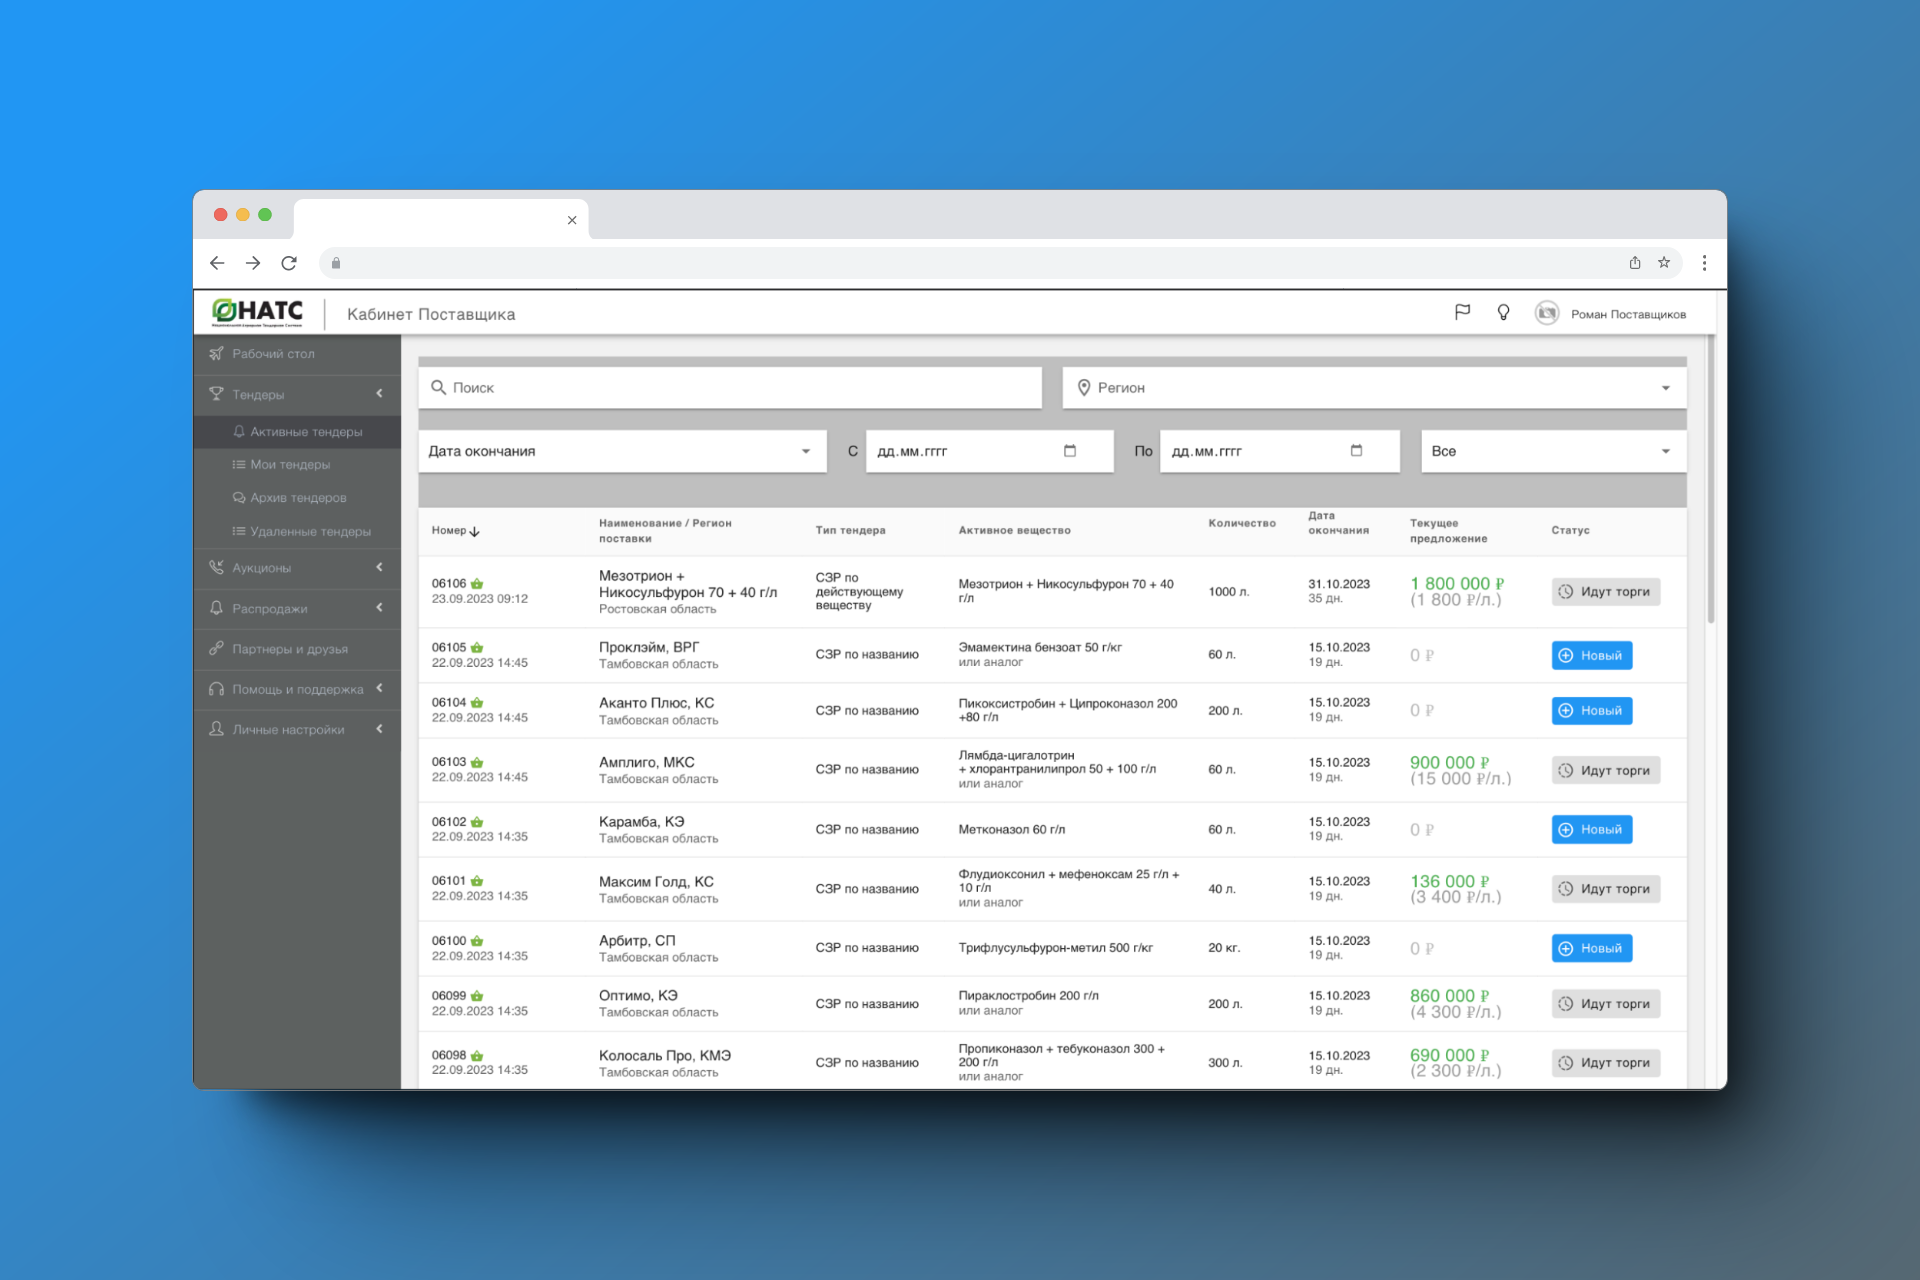 НАТС
Кабинет Поставщика
Роман Поставщиков
Рабочий стол
Тендеры
Активные тендеры
Мои тендеры
Архив тендеров
Удаленные тендеры
Аукционы
Распродажи
Партнеры и друзья
Помощь и поддержка
Личные настройки
Поиск
Регион
Дата окончания
С
дд.мм.гггг
По
дд.мм.гггг
Все
Номер
Наименование / Регион
поставки
Тип тендера
Активное вещество
Количество
Дата
окончания
Текущее
предложение
Статус
06106
23.09.2023 09:12
Мезотрион +
Никосульфурон 70 + 40 г/л
Ростовская область
СЗР по
действующему
веществу
Мезотрион + Никосульфурон 70 + 40
г/л
1000 л.
31.10.2023
35 дн.
1 800 000 ₽
(1 800 ₽/л.)
Идут торги
06105
22.09.2023 14:45
Проклэйм, ВРГ
Тамбовская область
СЗР по названию
Эмамектина бензоат 50 г/кг
или аналог
60 л.
15.10.2023
19 дн.
0 ₽
Новый
06104
22.09.2023 14:45
Аканто Плюс, КС
Тамбовская область
СЗР по названию
Пикоксистробин + Ципроконазол 200
+80 г/л
200 л.
15.10.2023
19 дн.
0 ₽
Новый
06103
22.09.2023 14:45
Амплиго, МКС
Тамбовская область
СЗР по названию
Лямбда-цигалотрин
+ хлорантранилипрол 50 + 100 г/л
или аналог
60 л.
15.10.2023
19 дн.
900 000 ₽
(15 000 ₽/л.)
Идут торги
06102
22.09.2023 14:35
Карамба, КЭ
Тамбовская область
СЗР по названию
Метконазол 60 г/л
60 л.
15.10.2023
19 дн.
0 ₽
Новый
06101
22.09.2023 14:35
Максим Голд, КС
Тамбовская область
СЗР по названию
Флудиоксонил + мефеноксам 25 г/л +
10 г/л
или аналог
40 л.
15.10.2023
19 дн.
136 000 ₽
(3 400 ₽/л.)
Идут торги
06100
22.09.2023 14:35
Арбитр, СП
Тамбовская область
СЗР по названию
Трифлусульфурон-метил 500 г/кг
20 кг.
15.10.2023
19 дн.
0 ₽
Новый
06099
22.09.2023 14:35
Оптимо, КЭ
Тамбовская область
СЗР по названию
Пираклостробин 200 г/л
или аналог
200 л.
15.10.2023
19 дн.
860 000 ₽
(4 300 ₽/л.)
Идут торги
06098
22.09.2023 14:35
Колосаль Про, КМЭ
Тамбовская область
СЗР по названию
Пропиконазол + тебуконазол 300 +
200 г/л
или аналог
300 л.
15.10.2023
19 дн.
690 000 ₽
(2 300 ₽/л.)
Идут торги